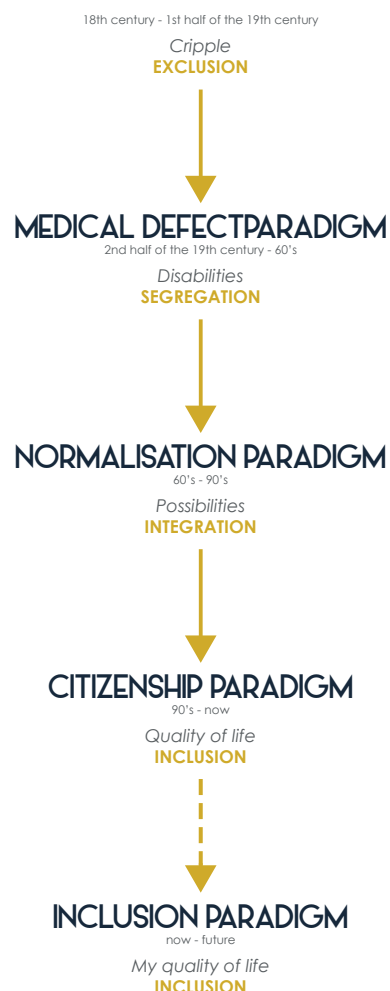 18th century - 1st half of the 19th century
Cripple
EXCLUSION
MEDICAL DEFECTPARADIGM
2nd half of the 19th century - 60's
Disabilities
SEGREGATION
NORMALISATION PARADIGM
60's - 90's
Possibilities
INTEGRATION
CITIZENSHIP PARADIGM
90's - now
Quality of life
INCLUSION
INCLUSION PARADIGM
now - future
My quality of life
INCLUSION